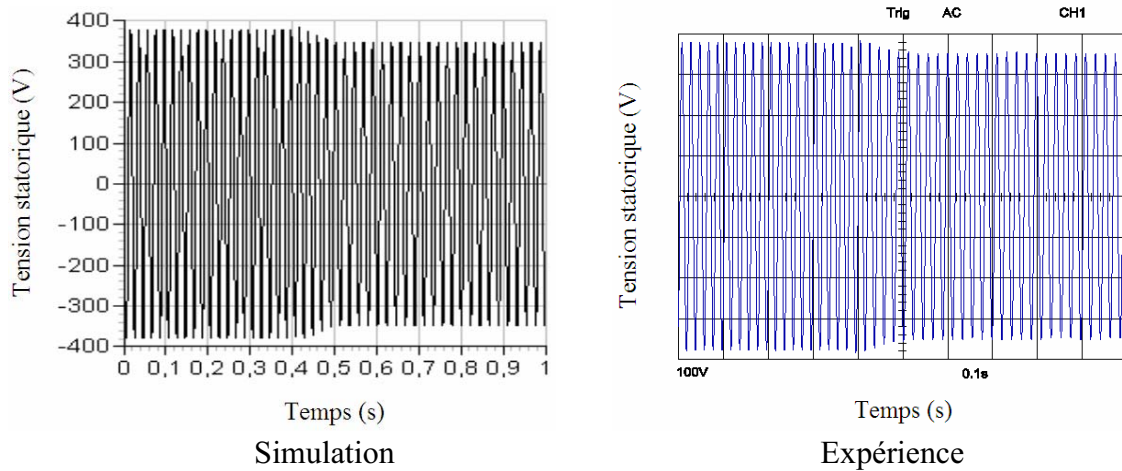 Tension statorique (V)
400
300
200
100
0
-100
-200
-300
-400
0 0,1 0,2 0,3 0,4 0,5 0,6 0,7 0,8 0,9 1
Temps (s)
Simulation
Trig AC CH1
Tension statorique (V)
100V 0.1s
Temps (s)
Expérience